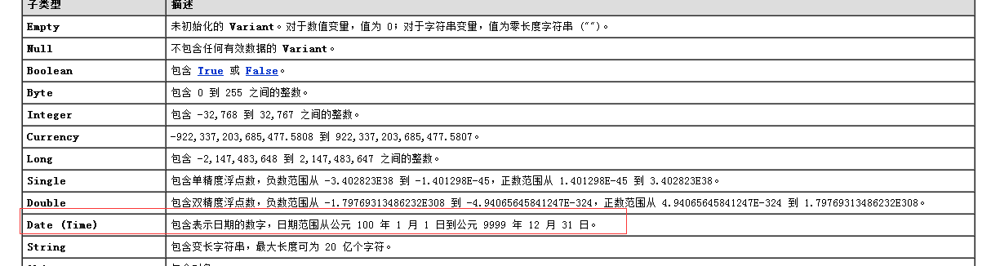 子类型 描述
Empty 未初始化的 Variant。对于数值变量，值为 0；对于字符串变量，值为零长度字符串 ("")。
Null 不包含任何有效数据的 Variant。
Boolean 包含 True 或 False。
Byte 包含 0 到 255 之间的整数。
Integer 包含 -32,768 到 32,767 之间的整数。
Currency -922,337,203,685,477.5808 到 922,337,203,685,477.5807。
Long 包含 -2,147,483,648 到 2,147,483,647 之间的整数。
Single 包含单精度浮点数，负数范围从 -3.402823E38 到 -1.401298E-45，正数范围从 1.401298E-45 到 3.402823E38。
Double 包含双精度浮点数，负数范围从 -1.79769313486232E308 到 -4.94065645841247E-324，正数范围从 4.94065645841247E-324 到 1.79769313486232E308。
Date (Time) 包含表示日期的数字，日期范围从公元 100 年 1 月 1 日到公元 9999 年 12 月 31 日。
String 包含变长字符串，最大长度可为 20 亿个字符。